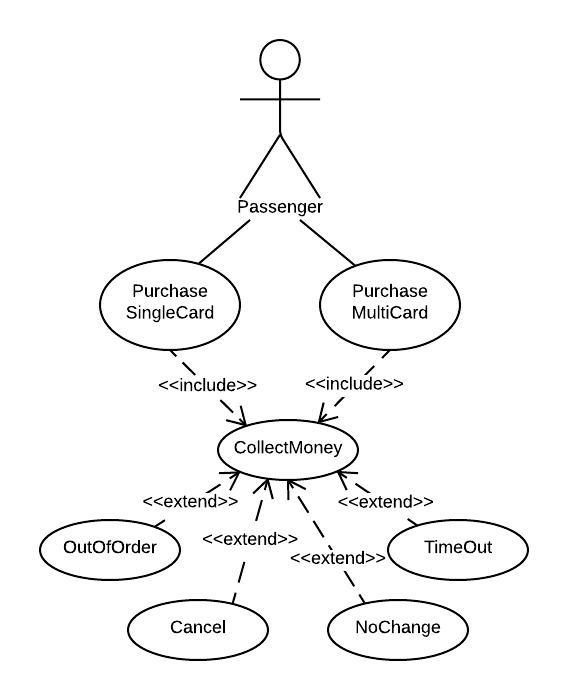 Passenger
Purchase
SingleCard
Purchase
MultiCard
<<include>>
<<include>>
CollectMoney
<<extend>>
<<extend>>
<<extend>>
<<extend>>
OutOfOrder
TimeOut
Cancel
NoChange